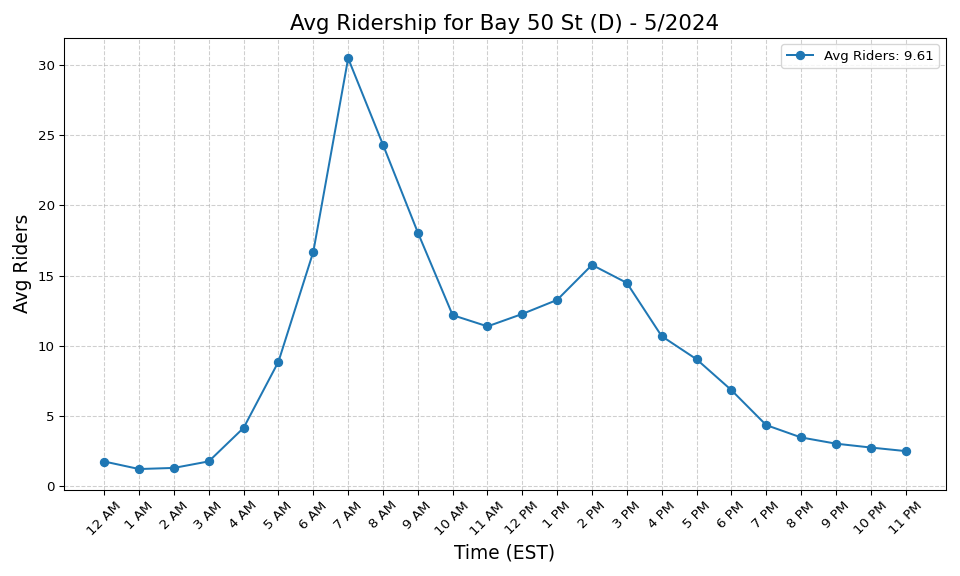 Avg Ridership for Bay 50 St (D) - 5/2024
Avg Riders: 9.61
Avg Riders
30
25
20
15
10
5
0
12 AM
1 AM
2 AM
3 AM
4 AM
5 AM
6 AM
7 AM
8 AM
9 AM
10 AM
11 AM
12 PM
1 PM
2 PM
3 PM
4 PM
5 PM
6 PM
7 PM
8 PM
9 PM
10 PM
11 PM
Time (EST)